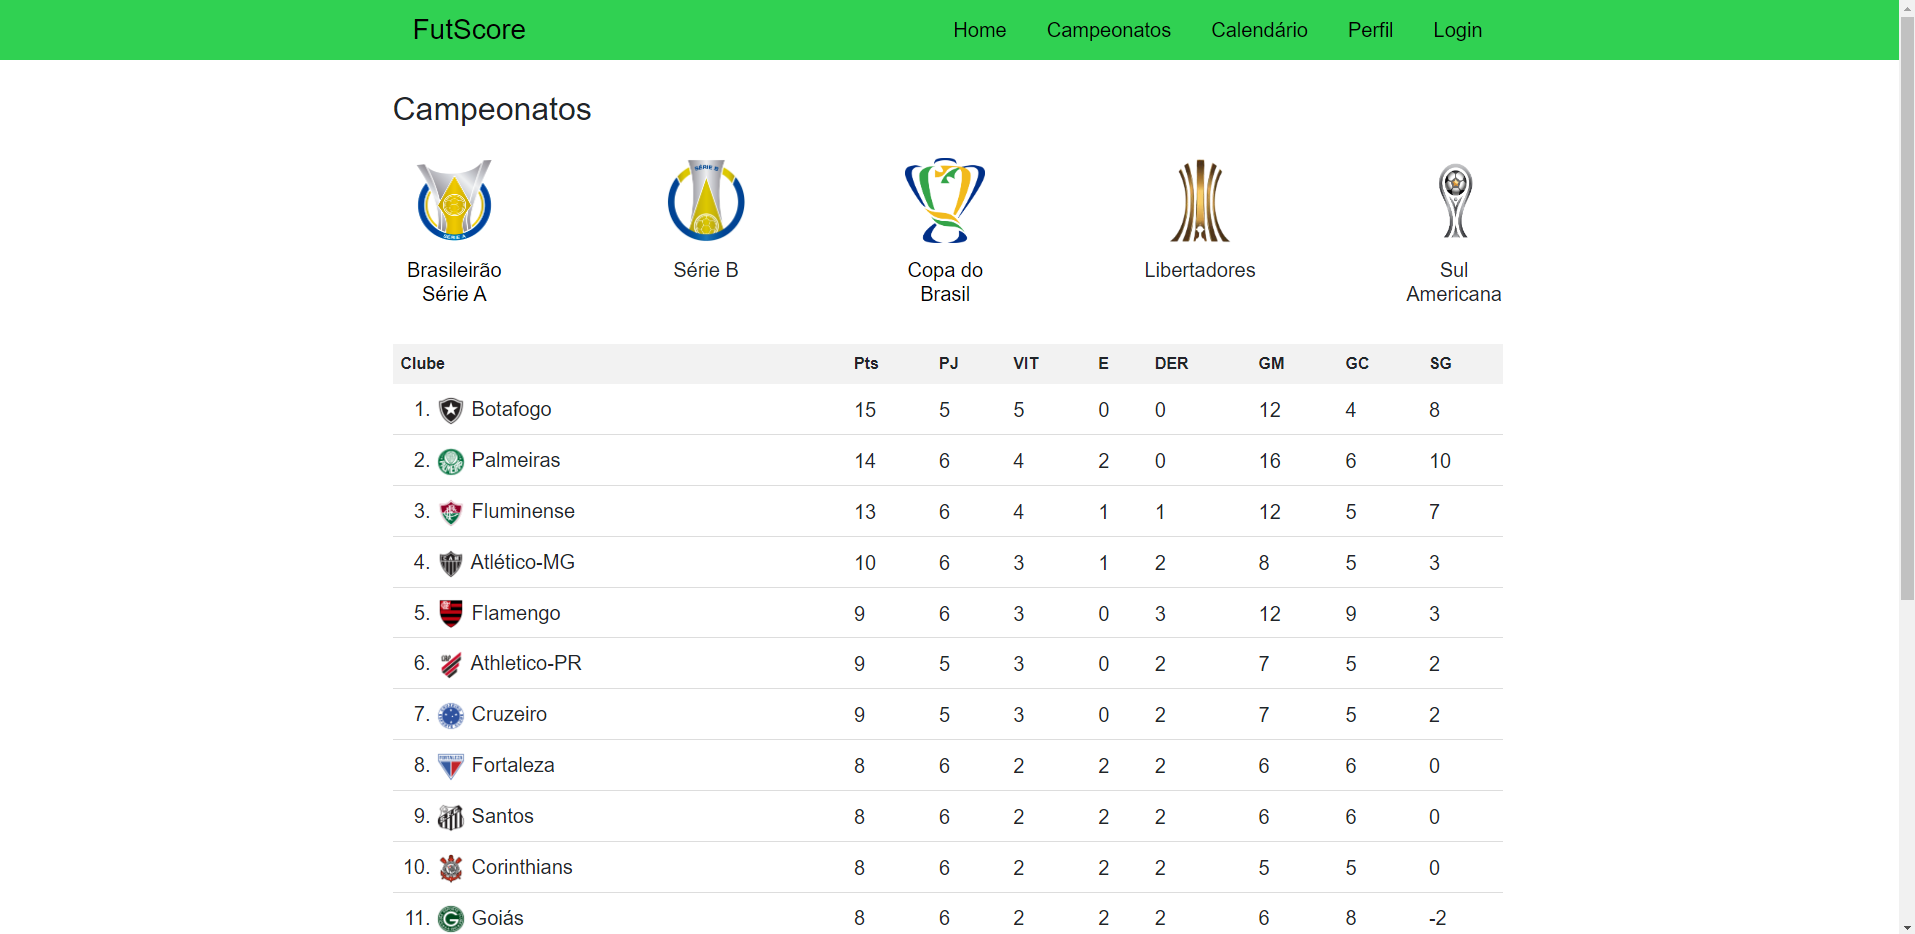 FutScore Home Campeonatos Calendário Perfil Login
Campeonatos
SÉRIE A
SÉRIE B
Brasileirão
Série A
Série B
Copa do
Brasil
Libertadores
Sul
Americana
Clube Pts PJ VIT E DER GM GC SG
1. Botafogo 15 5 5 0 0 12 4 8
2. Palmeiras 14 6 4 2 0 16 6 10
3. Fluminense 13 6 4 1 1 12 5 7
4. Atlético-MG 10 6 3 1 2 8 5 3
5. Flamengo 9 6 3 0 3 12 9 3
6. Athletico-PR 9 5 3 0 2 7 5 2
7. Cruzeiro 9 5 3 0 2 7 5 2
8. Fortaleza 8 6 2 2 2 6 6 0
9. Santos 8 6 2 2 2 6 6 0
10. Corinthians 8 6 2 2 2 5 5 0
11. Goiás 8 6 2 2 2 6 8 -2